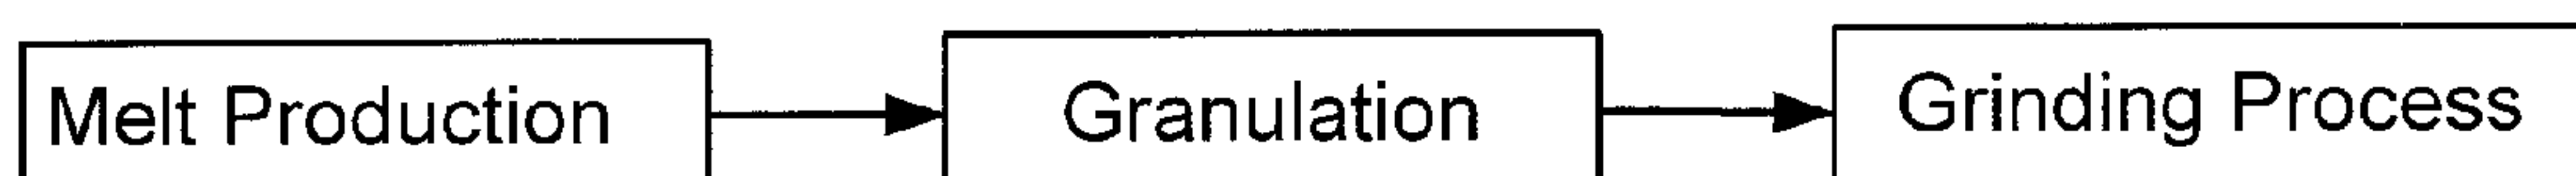 Melt Production
Granulation
Grinding Process